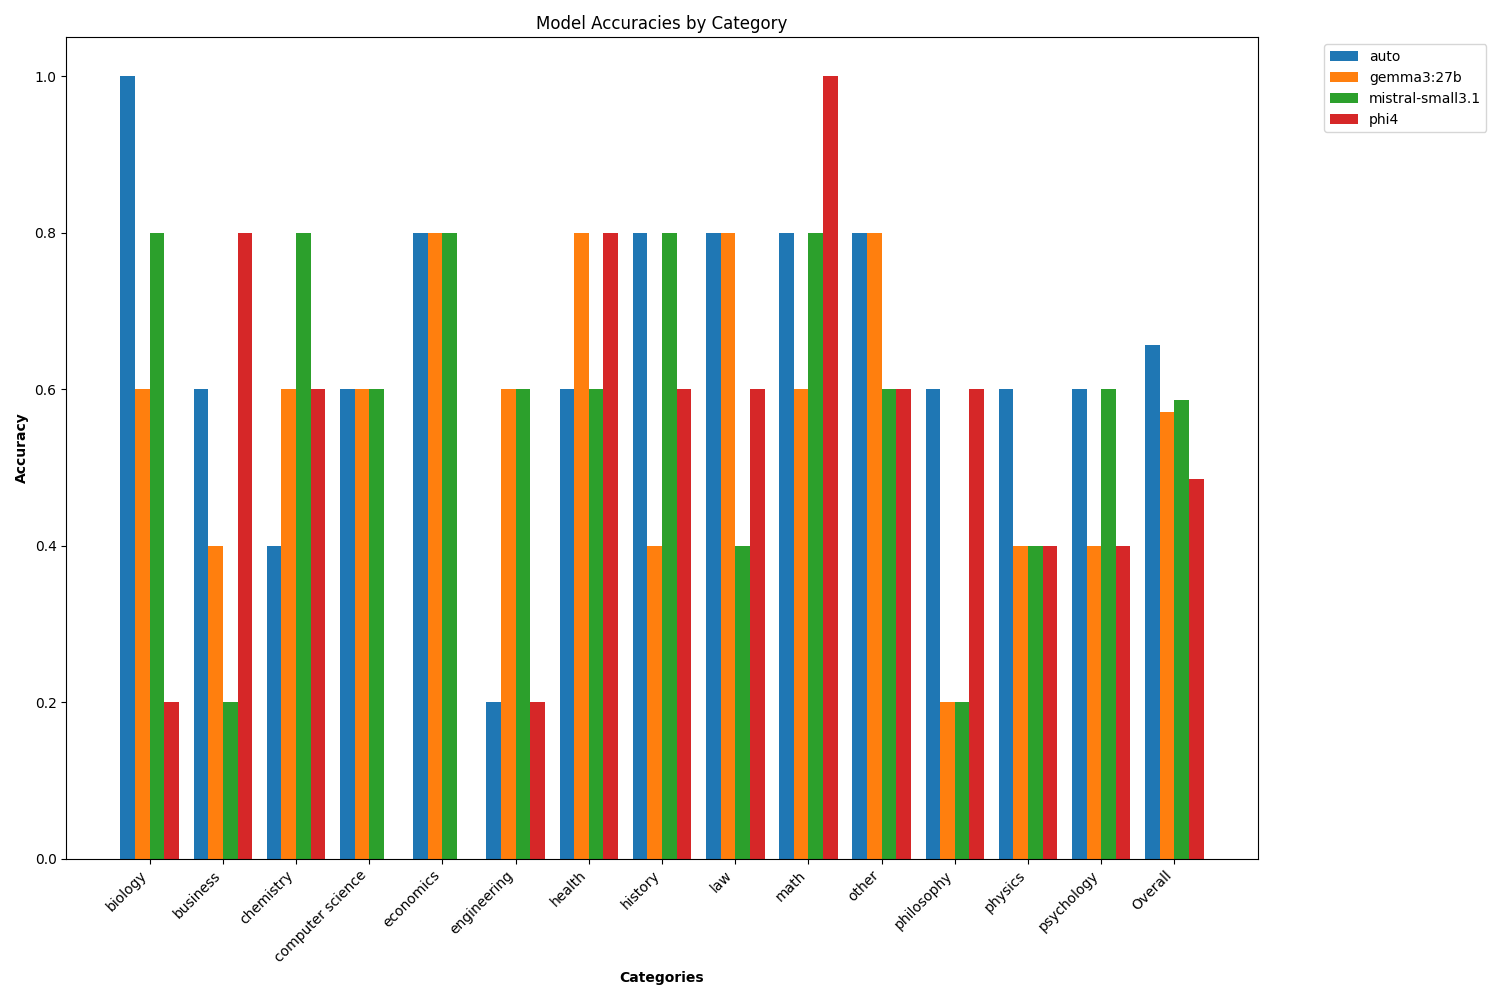 Model Accuracies by Category
auto
gemma3:27b
mistral-small3.1
phi4
1.0
0.8
0.6
0.4
0.2
0.0
Accuracy
biology
business
chemistry
computer science
economics
engineering
health
history
law
math
other
philosophy
physics
psychology
Overall
Categories